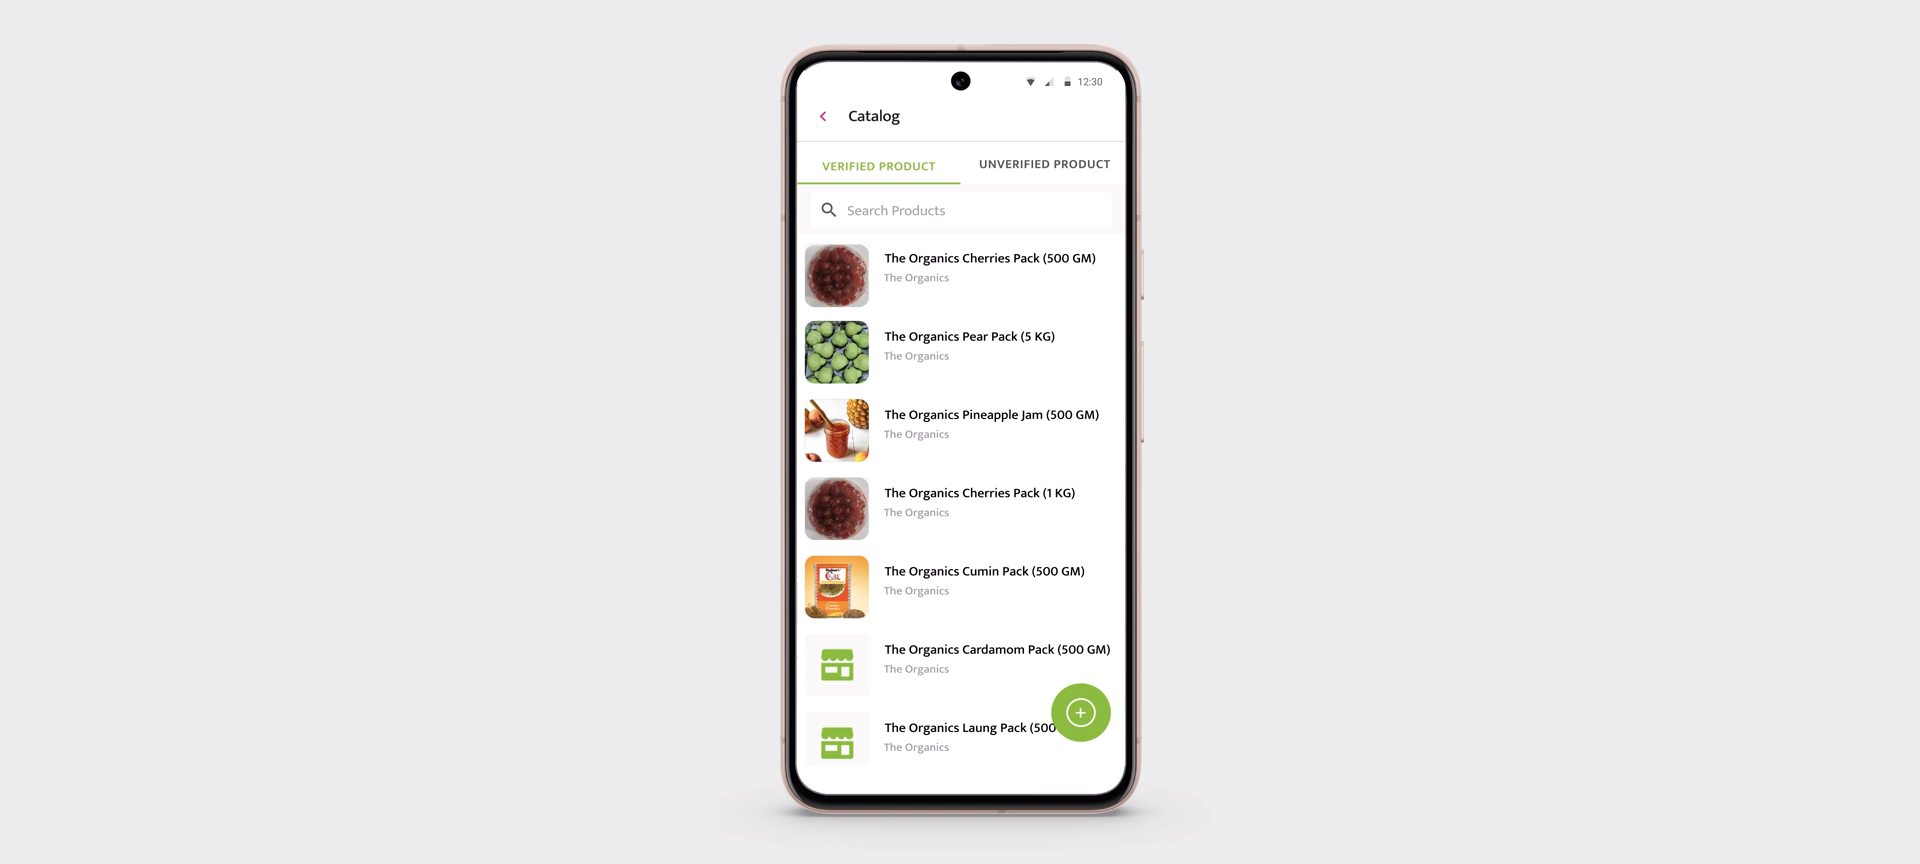 12:30
Catalog
VERIFIED PRODUCT
UNVERIFIED PRODUCT
Search Products
The Organics Cherries Pack (500 GM)
The Organics
The Organics Pear Pack (5 KG)
The Organics
The Organics Pineapple Jam (500 GM)
The Organics
The Organics Cherries Pack (1 KG)
The Organics
The Organics Cumin Pack (500 GM)
The Organics
The Organics Cardamom Pack (500 GM)
The Organics
The Organics Laung Pack (500
The Organics